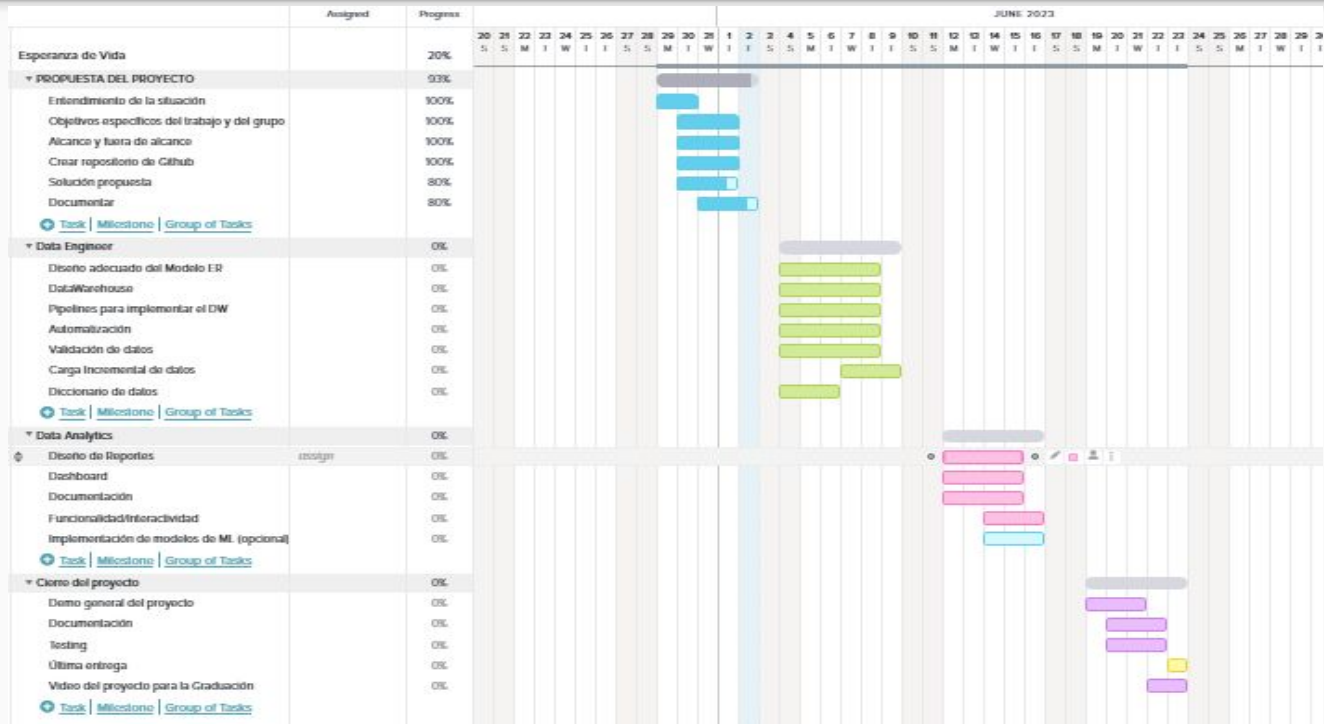 Assigned Progress JUNE 2023
20 21 22 23 24 25 26 27 28 29 30 31 1 2 3 4 5 6 7 8 9 10 11 12 13 14 15 16 17 18 19 20 21 22 23 24 25 26 27 28 29
S S M T W T F S S M T W T F S S M T W T F S S M T W T F S S M T W T F S S M T W T
Esperanza de Vida 20%
PROPUESTA DEL PROYECTO 93%
Entendimiento de la situación 100%
Objetivos específicos del trabajo y del grupo 100%
Alcance y fuera de alcance 100%
Crear repositorio de Github 100%
Solución propuesta 80%
Documentar 80%
Task | Milestone | Group of Tasks
Data Engineer 0%
Diseño adecuado del Modelo ER 0%
DataWarehouse 0%
Pipelines para implementar el DW 0%
Automatización 0%
Validación de datos 0%
Carga Incremental de datos 0%
Diccionario de datos 0%
Task | Milestone | Group of Tasks
Data Analytics 0%
Diseño de Reportes assign 0%
Dashboard 0%
Documentación 0%
Funcionalidad/Interactividad 0%
Implementación de modelos de ML (opcional) 0%
Task | Milestone | Group of Tasks
Cierre del proyecto 0%
Demo general del proyecto 0%
Documentación 0%
Testing 0%
Última entrega 0%
Video del proyecto para la Graduación 0%
Task | Milestone | Group of Tasks